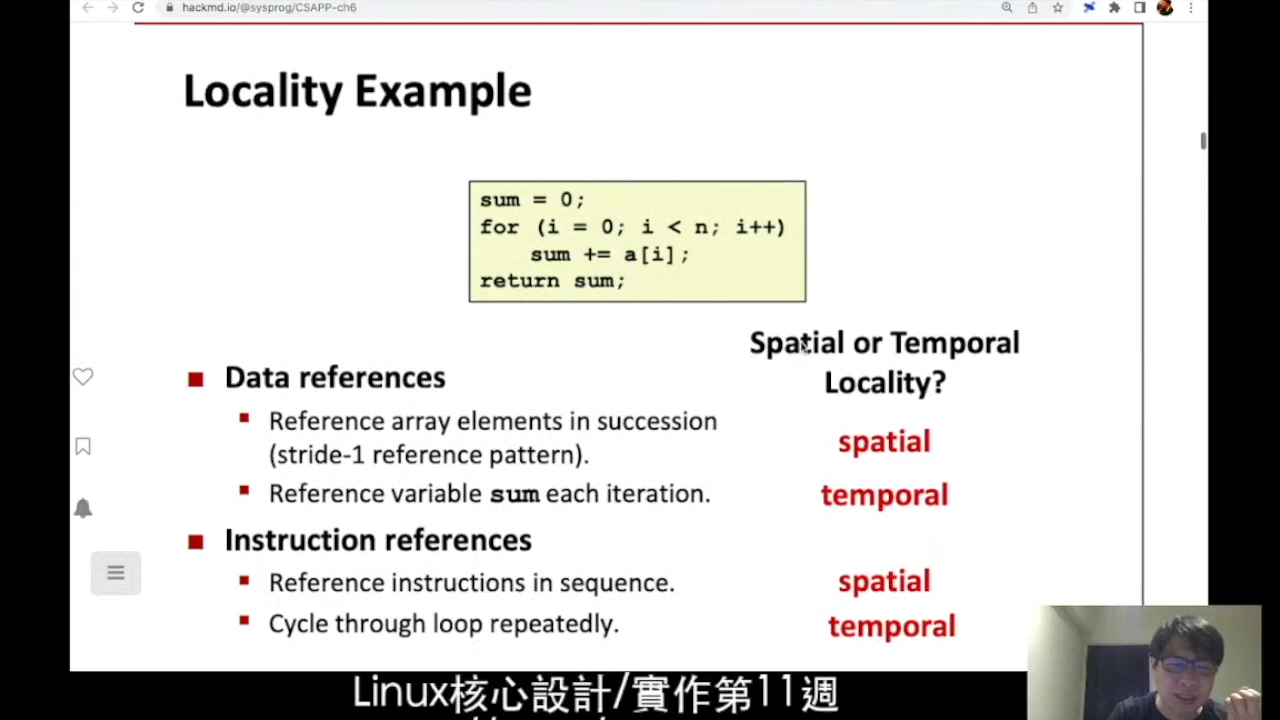 hackmd.io/@sysprog/CSAPP-ch6
Locality Example
sum = 0;
for (i = 0; i < n; i++)
sum += a[i];
return sum;
Spatial or Temporal
Locality?
Data references
Reference array elements in succession
(stride-1 reference pattern).
spatial
Reference variable sum each iteration.
temporal
Instruction references
Reference instructions in sequence.
spatial
Cycle through loop repeatedly.
temporal
Linux核心設計/實作第11週